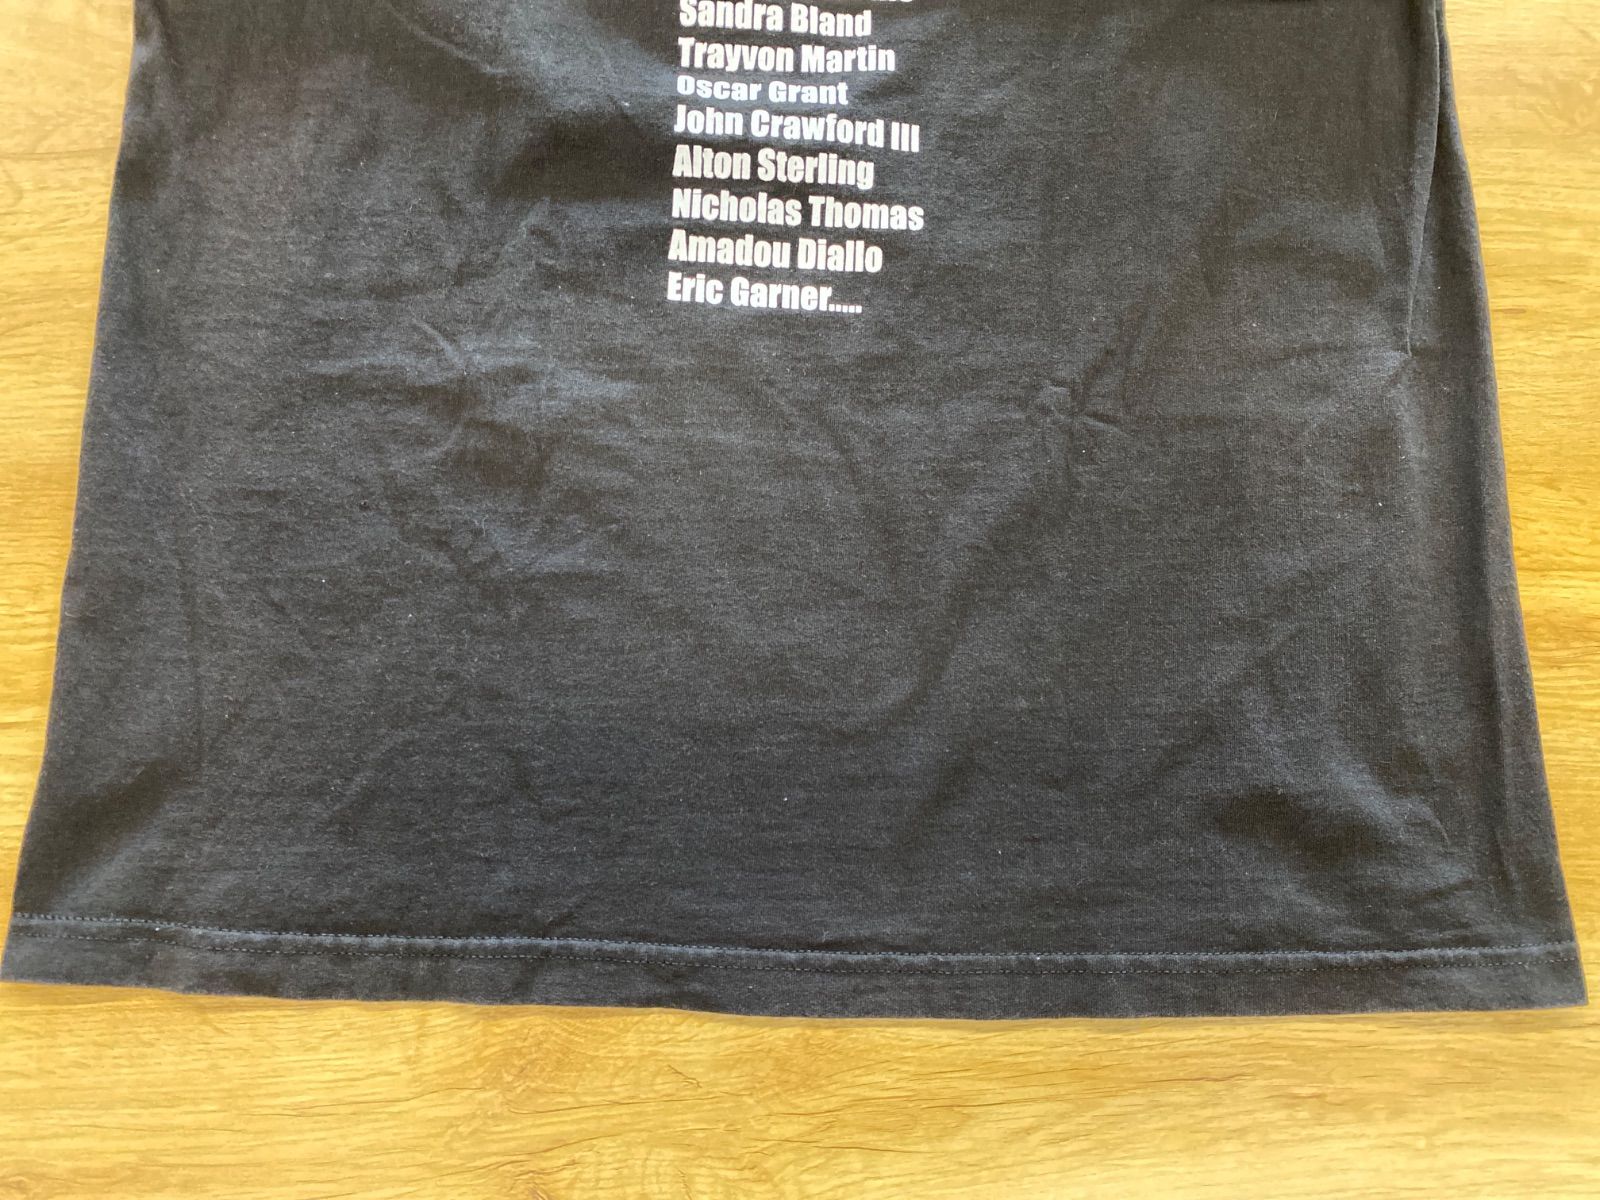 Sandra Bland
Trayvon Martin
Oscar Grant
John Crawford III
Alton Sterling
Nicholas Thomas
Amadou Diallo
Eric Garner.....